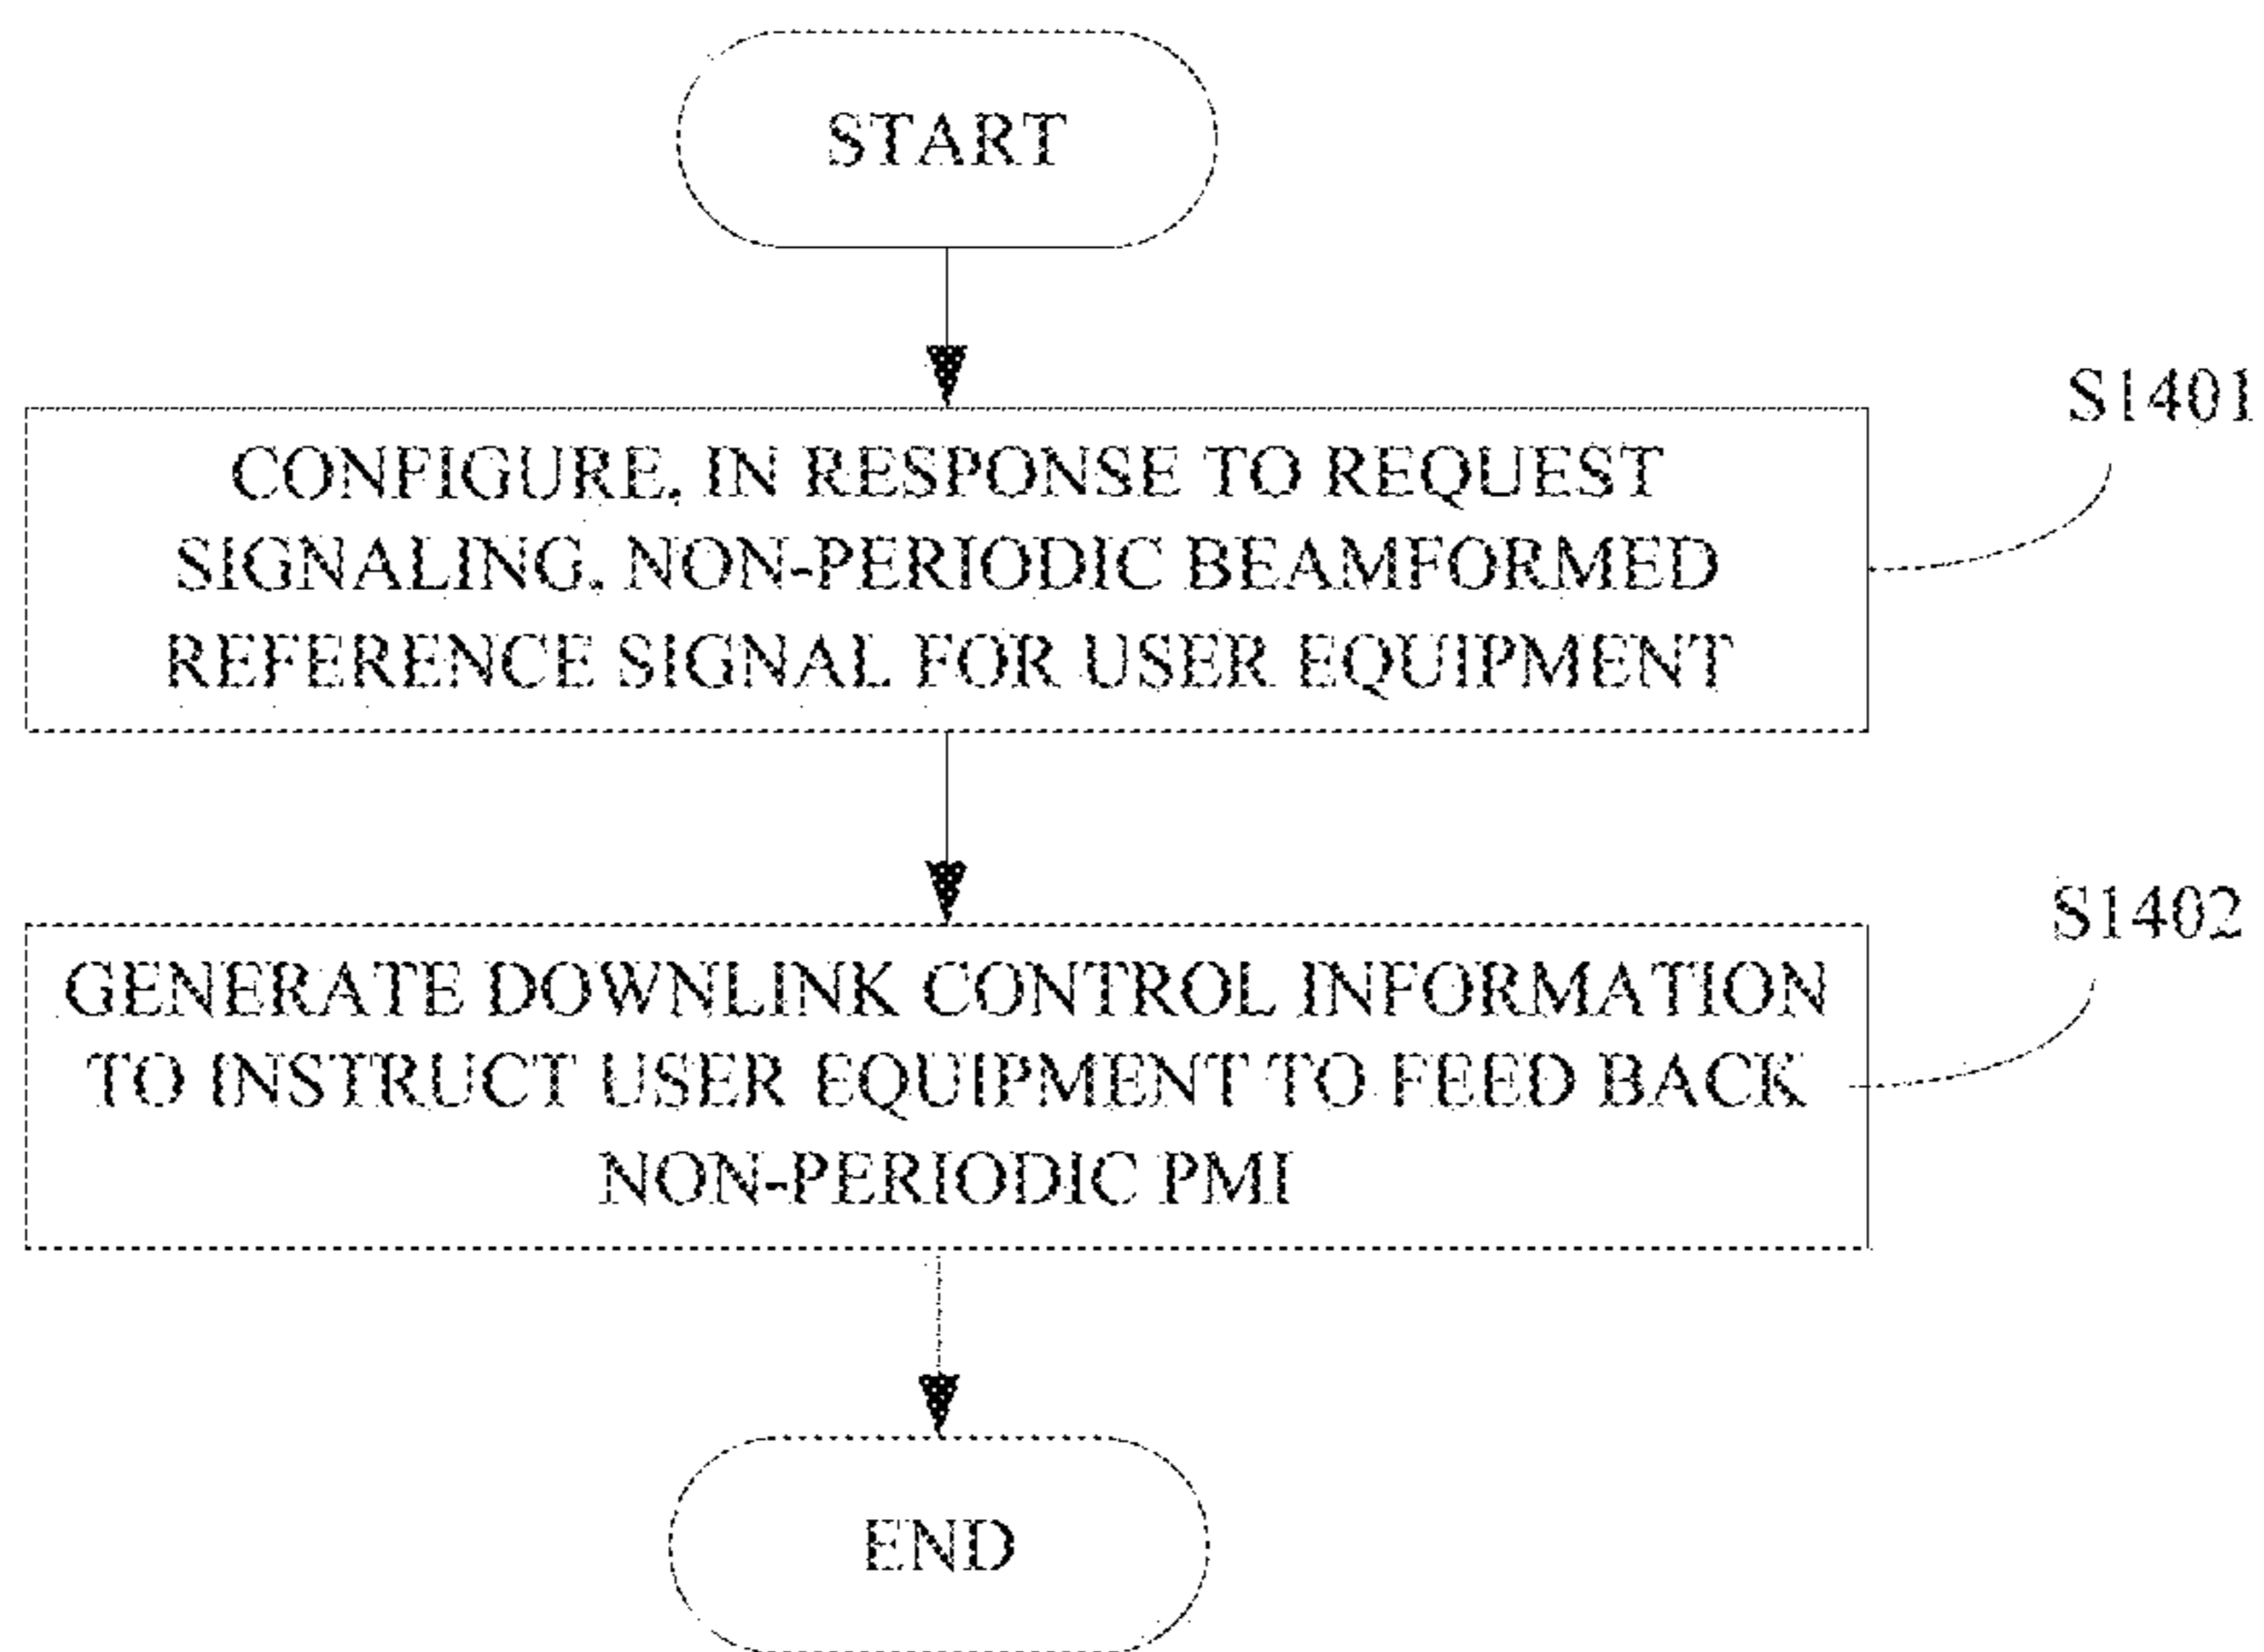 START
S1401
CONFIGURE, IN RESPONSE TO REQUEST
SIGNALING, NON-PERIODIC BEAMFORMED
REFERENCE SIGNAL FOR USER EQUIPMENT
S1402
GENERATE DOWNLINK CONTROL INFORMATION
TO INSTRUCT USER EQUIPMENT TO FEED BACK
NON-PERIODIC PMI
END